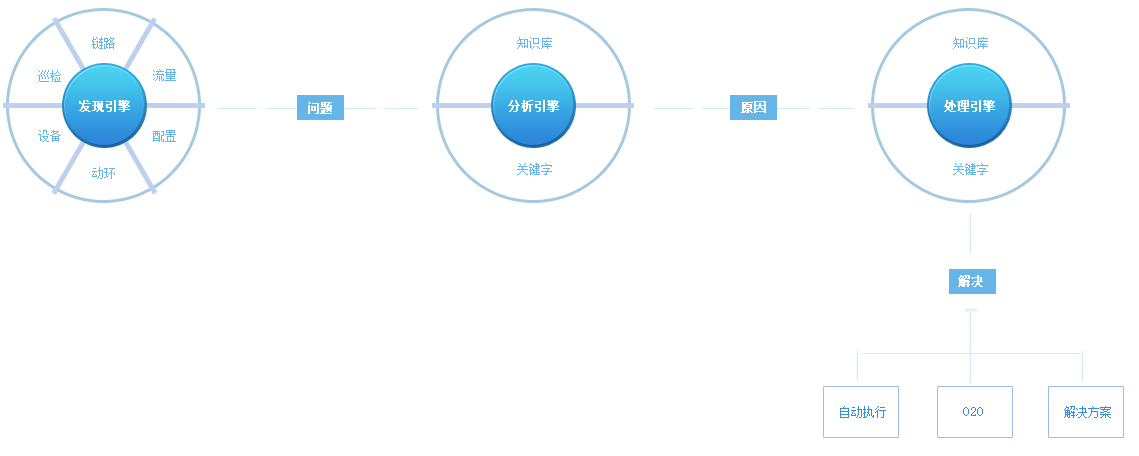 链路
巡检
流量
发现引擎
设备
配置
动环
问题
知识库
分析引擎
关键字
原因
知识库
处理引擎
关键字
解决
自动执行
O2O
解决方案